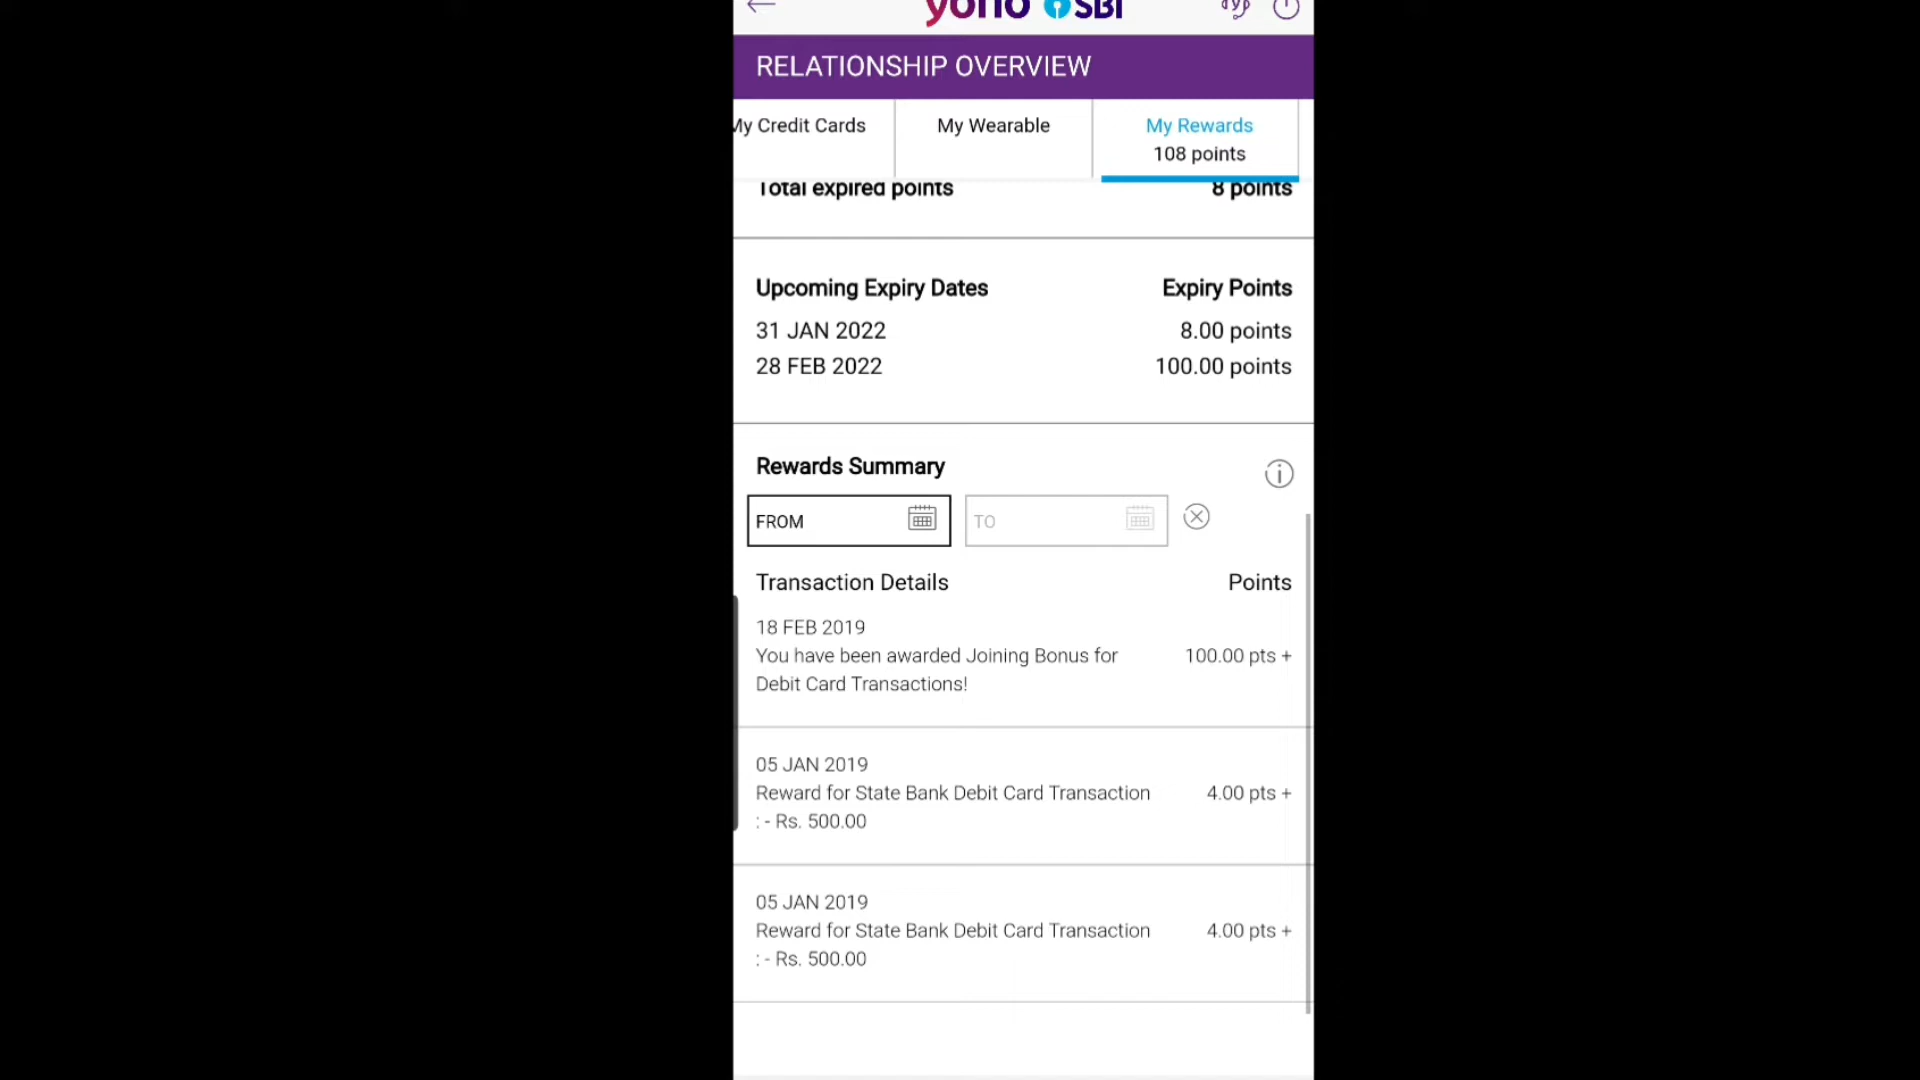 yono SBI
RELATIONSHIP OVERVIEW
My Credit Cards
My Wearable
My Rewards
108 points
Total expired points 8 points
Upcoming Expiry Dates Expiry Points
31 JAN 2022 8.00 points
28 FEB 2022 100.00 points
Rewards Summary
FROM TO
Transaction Details Points
18 FEB 2019
You have been awarded Joining Bonus for 100.00 pts +
Debit Card Transactions!
05 JAN 2019
Reward for State Bank Debit Card Transaction 4.00 pts +
: - Rs. 500.00
05 JAN 2019
Reward for State Bank Debit Card Transaction 4.00 pts +
: - Rs. 500.00